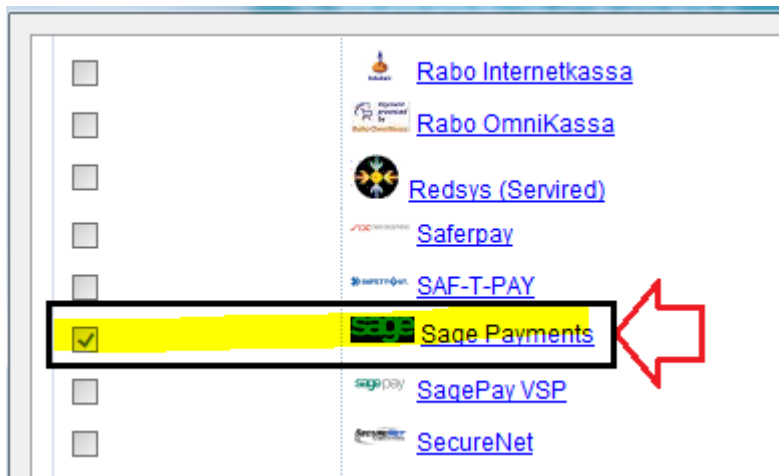 Rabo Internetkassa
Rabo OmniKassa
Redsys (Servired)
Saferpay
SAF-T-PAY
sage Sage Payments
sagepay SagePay VSP
SecureNet